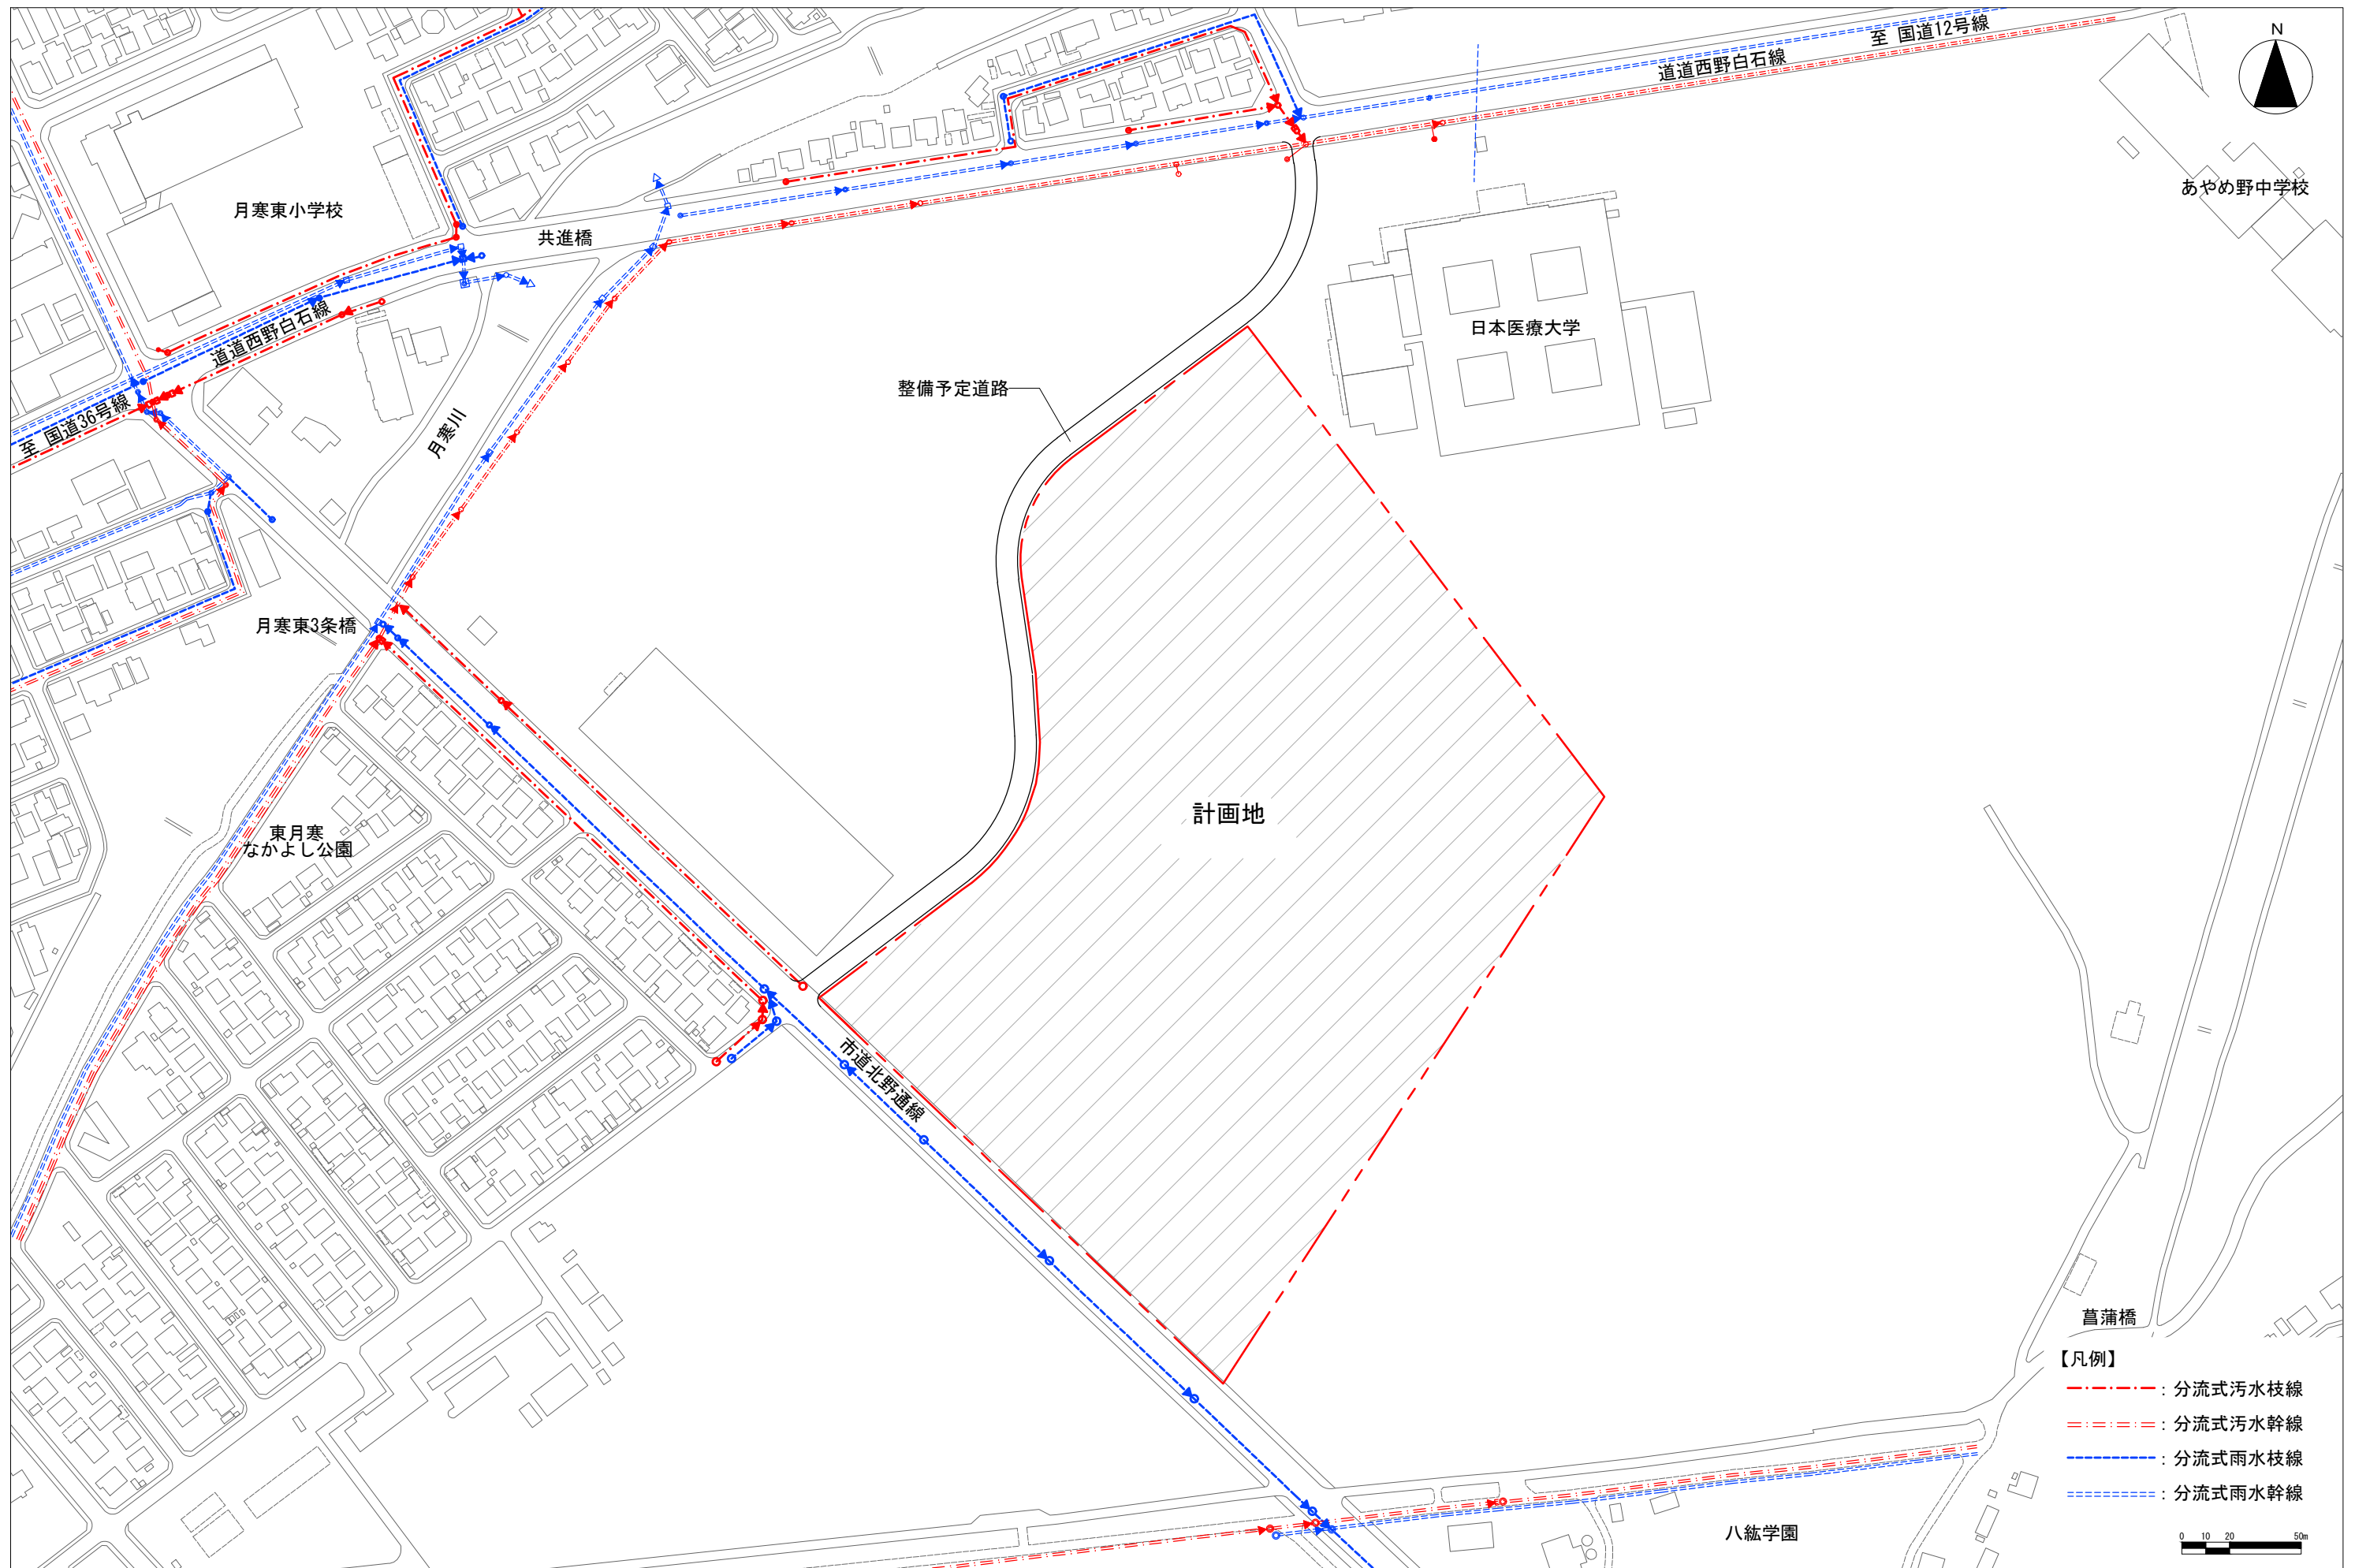 N
至 国道12号線
道道西野白石線
あやめ野中学校
月寒東小学校
共進橋
日本医療大学
道道西野白石線
整備予定道路
至 国道36号線
月寒川
月寒東3条橋
計画地
東月寒
なかよし公園
市道北野通線
菖蒲橋
【凡例】
：分流式汚水枝線
：分流式汚水幹線
：分流式雨水枝線
：分流式雨水幹線
八紘学園
0 10 20 50m